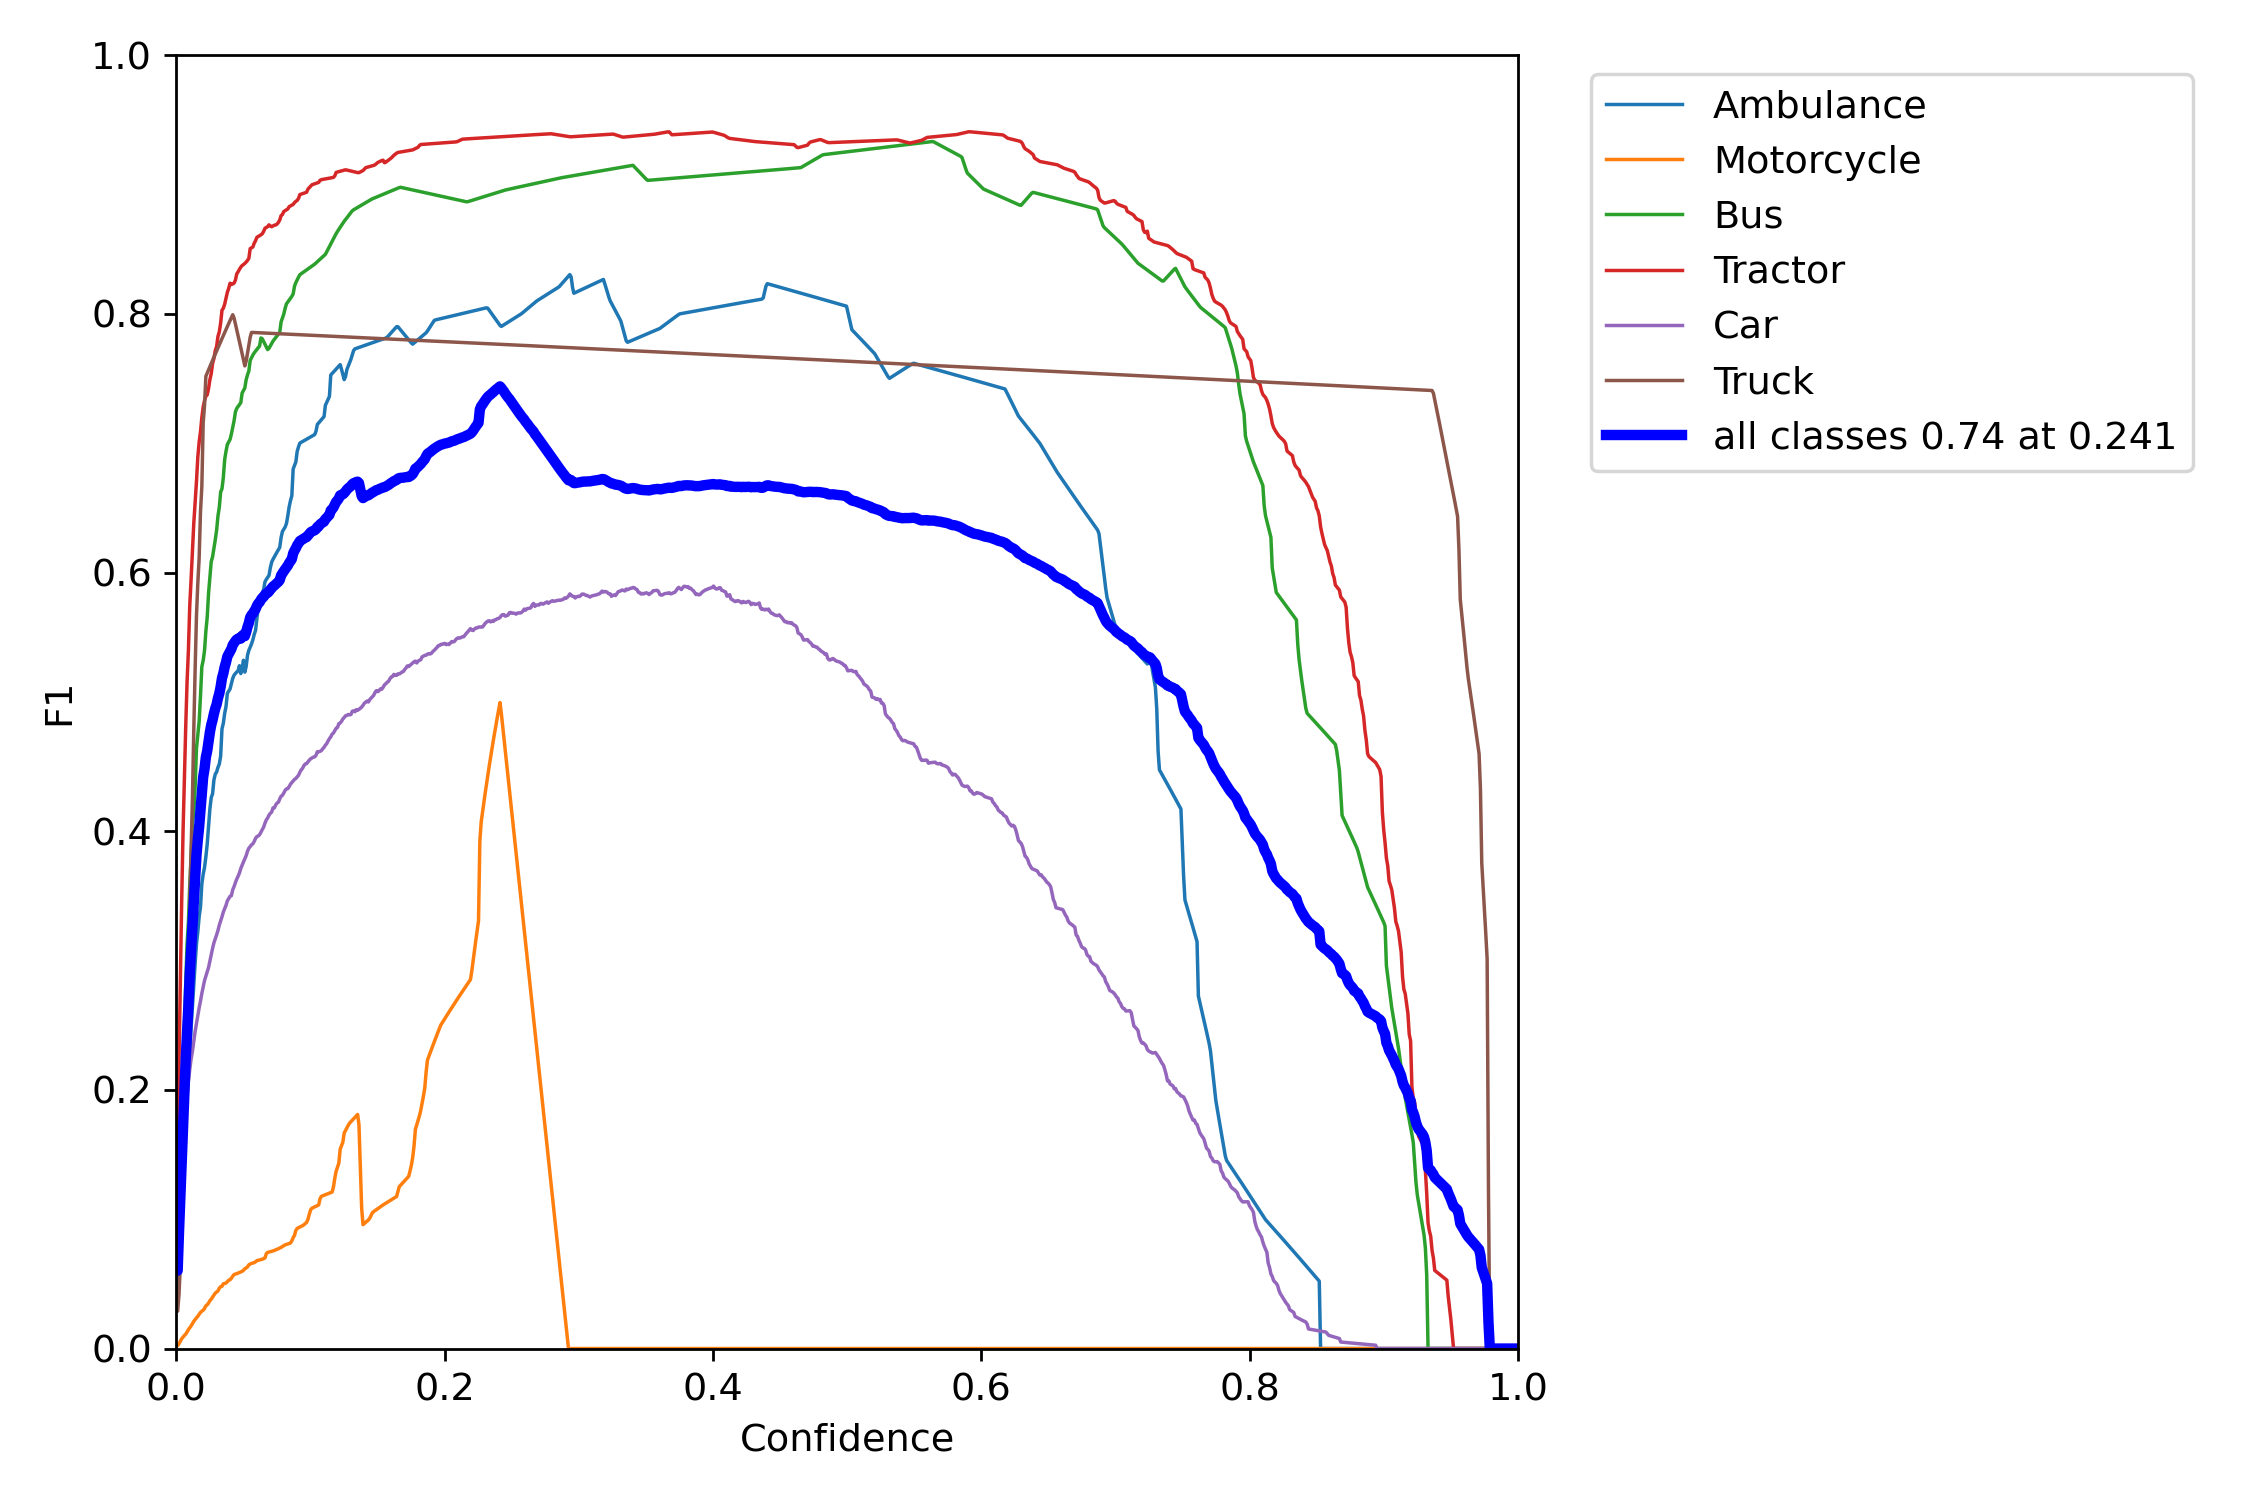 1.0
0.8
0.6
0.4
0.2
0.0
F1
0.0 0.2 0.4 0.6 0.8 1.0
Confidence
Ambulance
Motorcycle
Bus
Tractor
Car
Truck
all classes 0.74 at 0.241